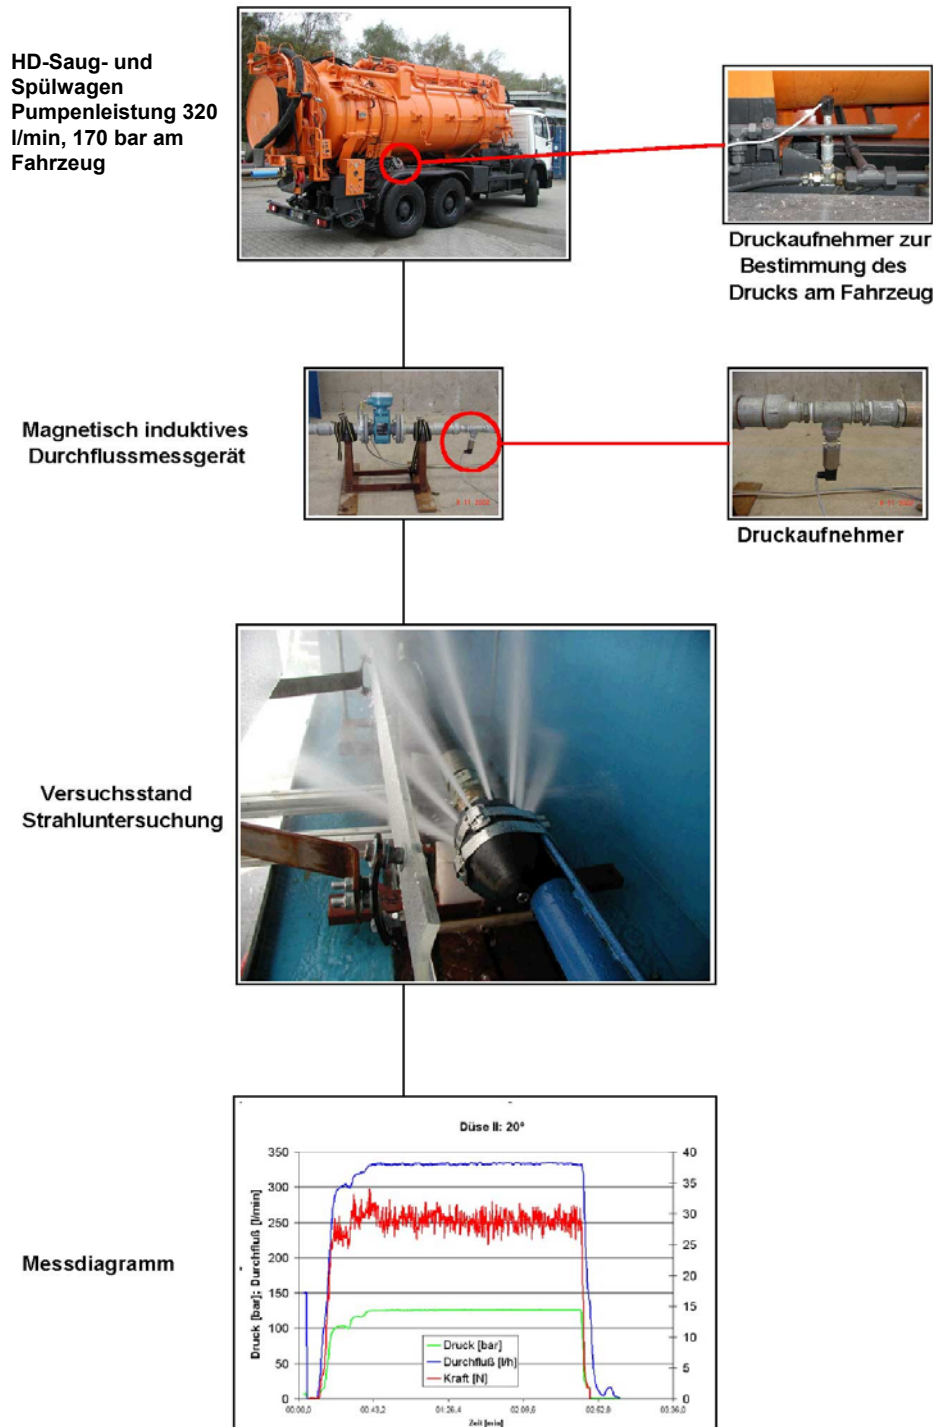 HD-Saug- und
Spülwagen
Pumpenleistung 320
l/min, 170 bar am
Fahrzeug
Druckaufnehmer zur
Bestimmung des
Drucks am Fahrzeug
Magnetisch induktives
Durchflussmessgerät
Druckaufnehmer
Versuchsstand
Strahluntersuchung
Messdiagramm
Düse II: 20°
Druck [bar]; Durchfluß [l/min]
350
300
250
200
150
100
50
0
40
35
30
25
20
15
10
5
0
Druck [bar]
Durchfluß [l/h]
Kraft [N]
00:00,0 00:43,2 01:26,4 02:09,6 02:52,8 03:36,0
Zeit [min]